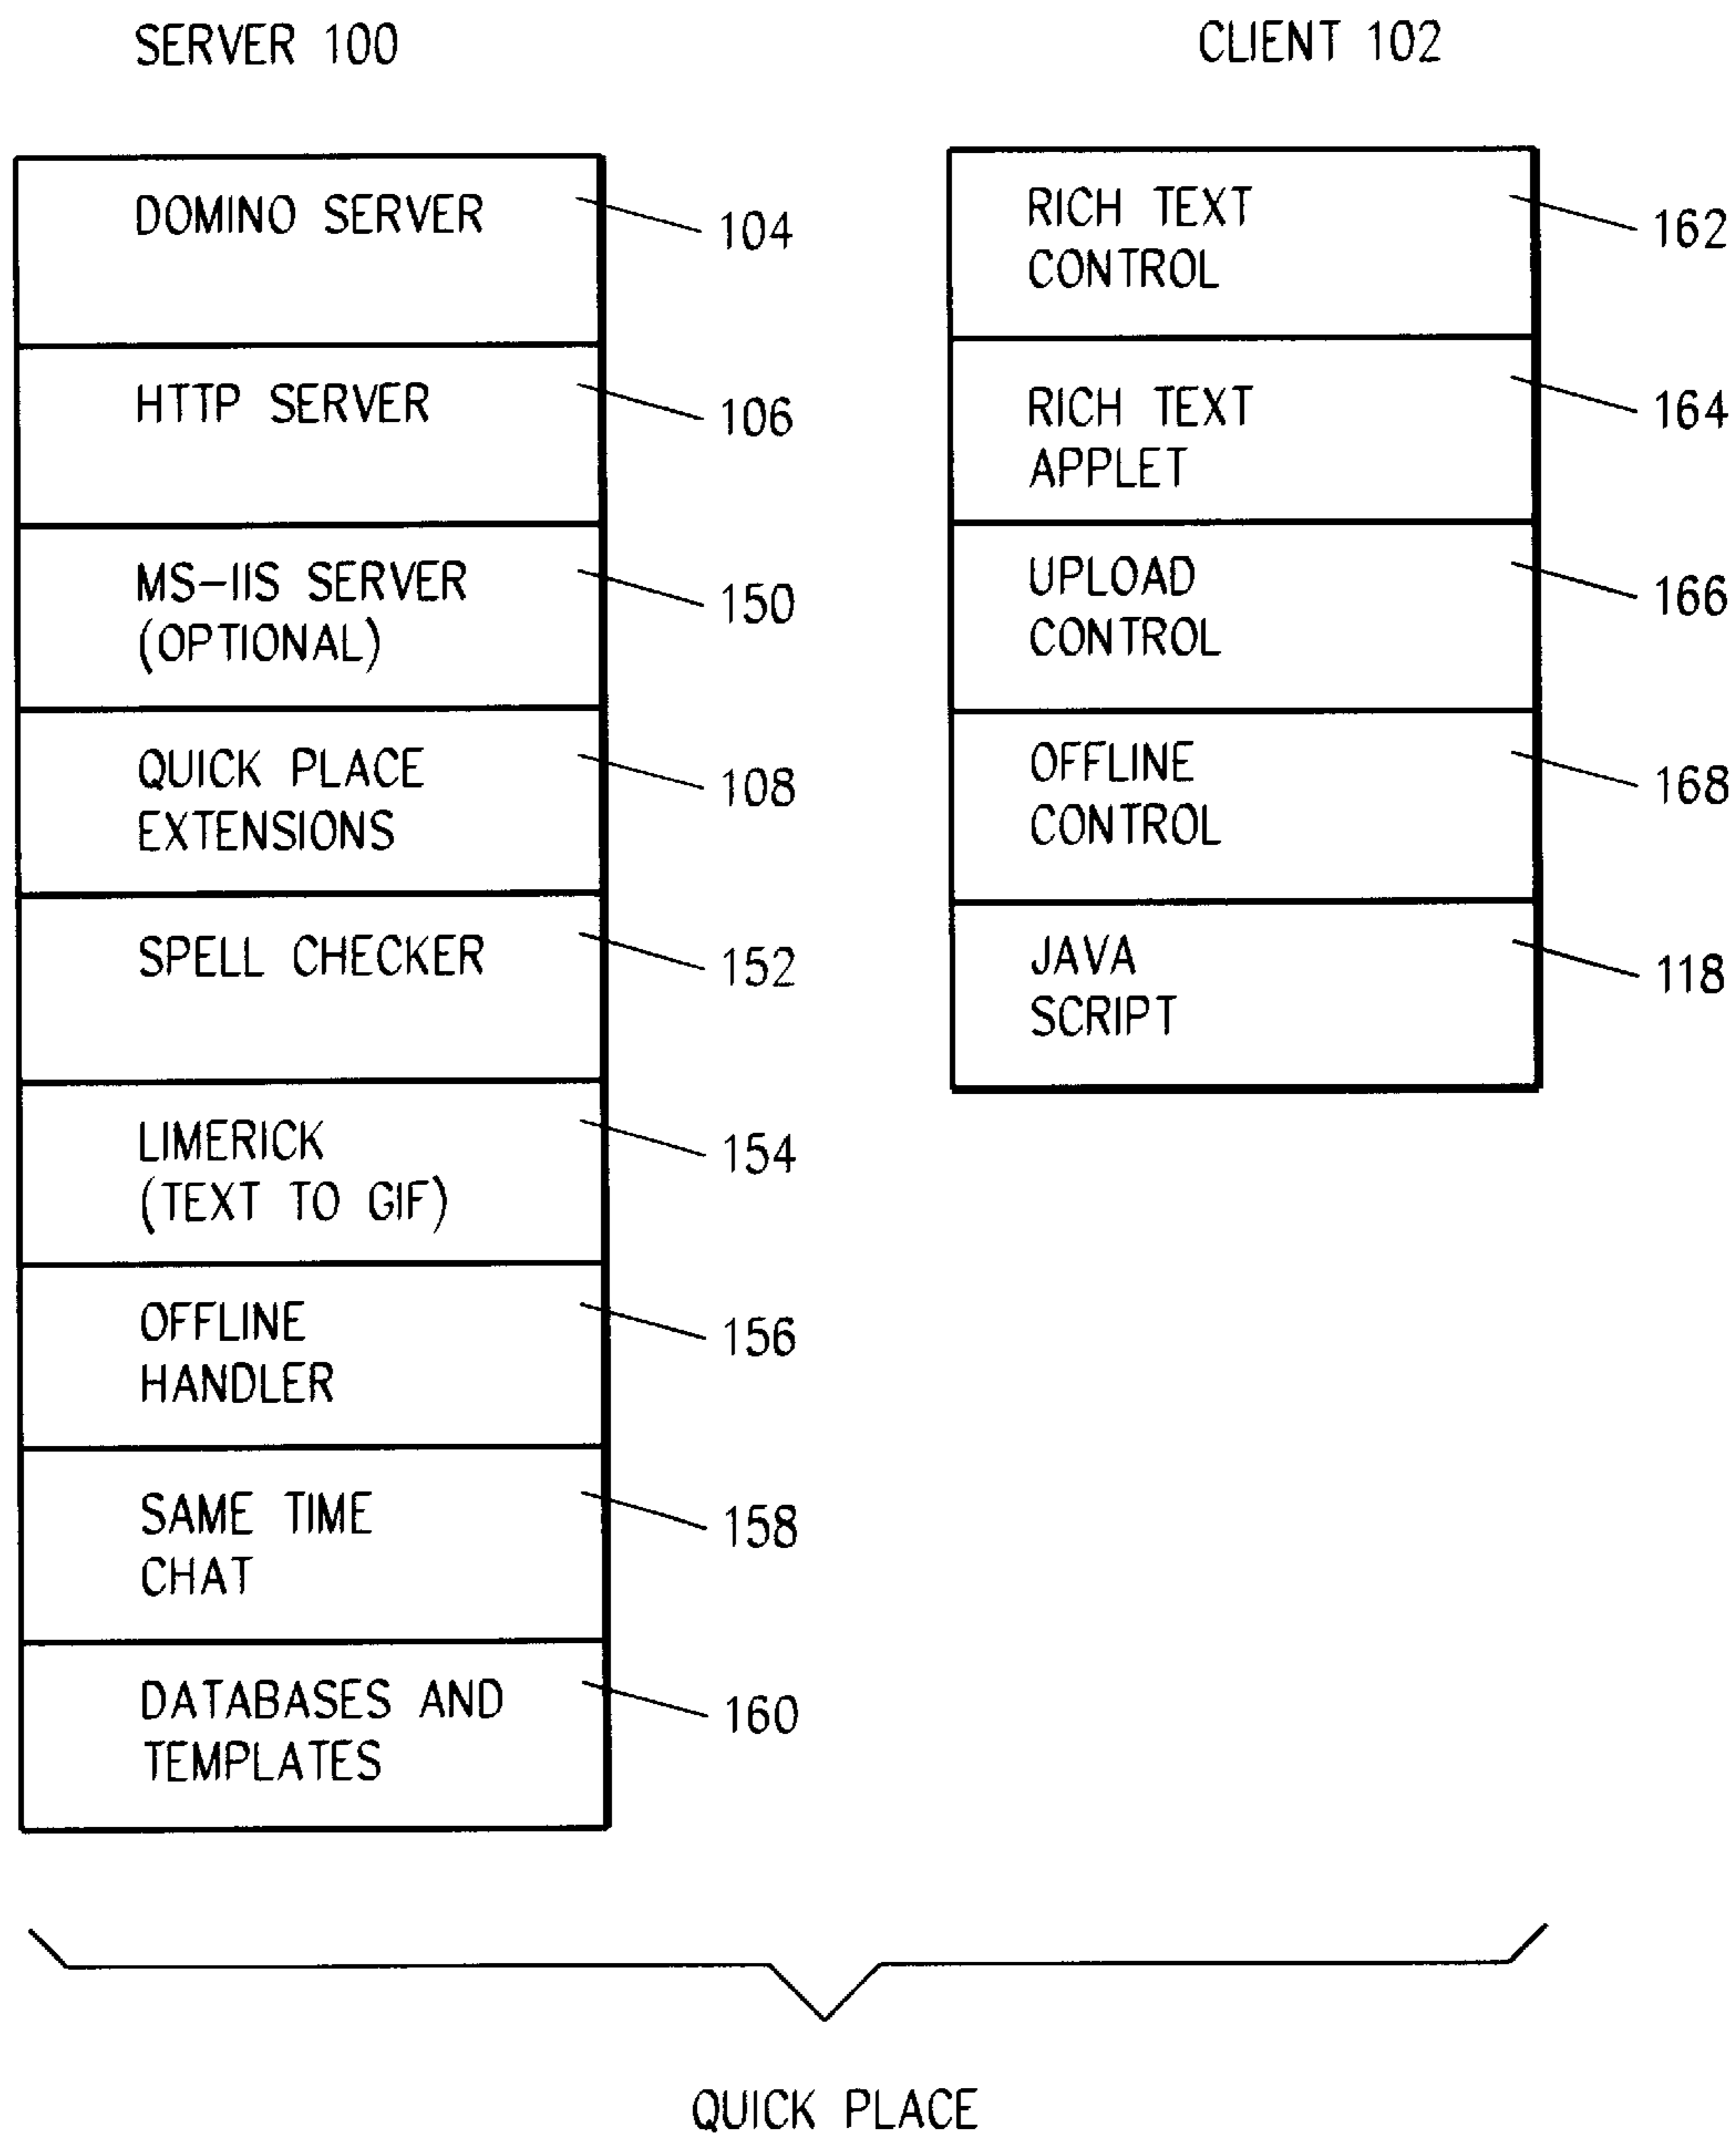 SERVER 100
DOMINO SERVER
104
HTTP SERVER
106
MS-IIS SERVER
(OPTIONAL)
150
QUICK PLACE
EXTENSIONS
108
SPELL CHECKER
152
LIMERICK
(TEXT TO GIF)
154
OFFLINE
HANDLER
156
SAME TIME
CHAT
158
DATABASES AND
TEMPLATES
160
CLIENT 102
RICH TEXT
CONTROL
162
RICH TEXT
APPLET
164
UPLOAD
CONTROL
166
OFFLINE
CONTROL
168
JAVA
SCRIPT
118
QUICK PLACE